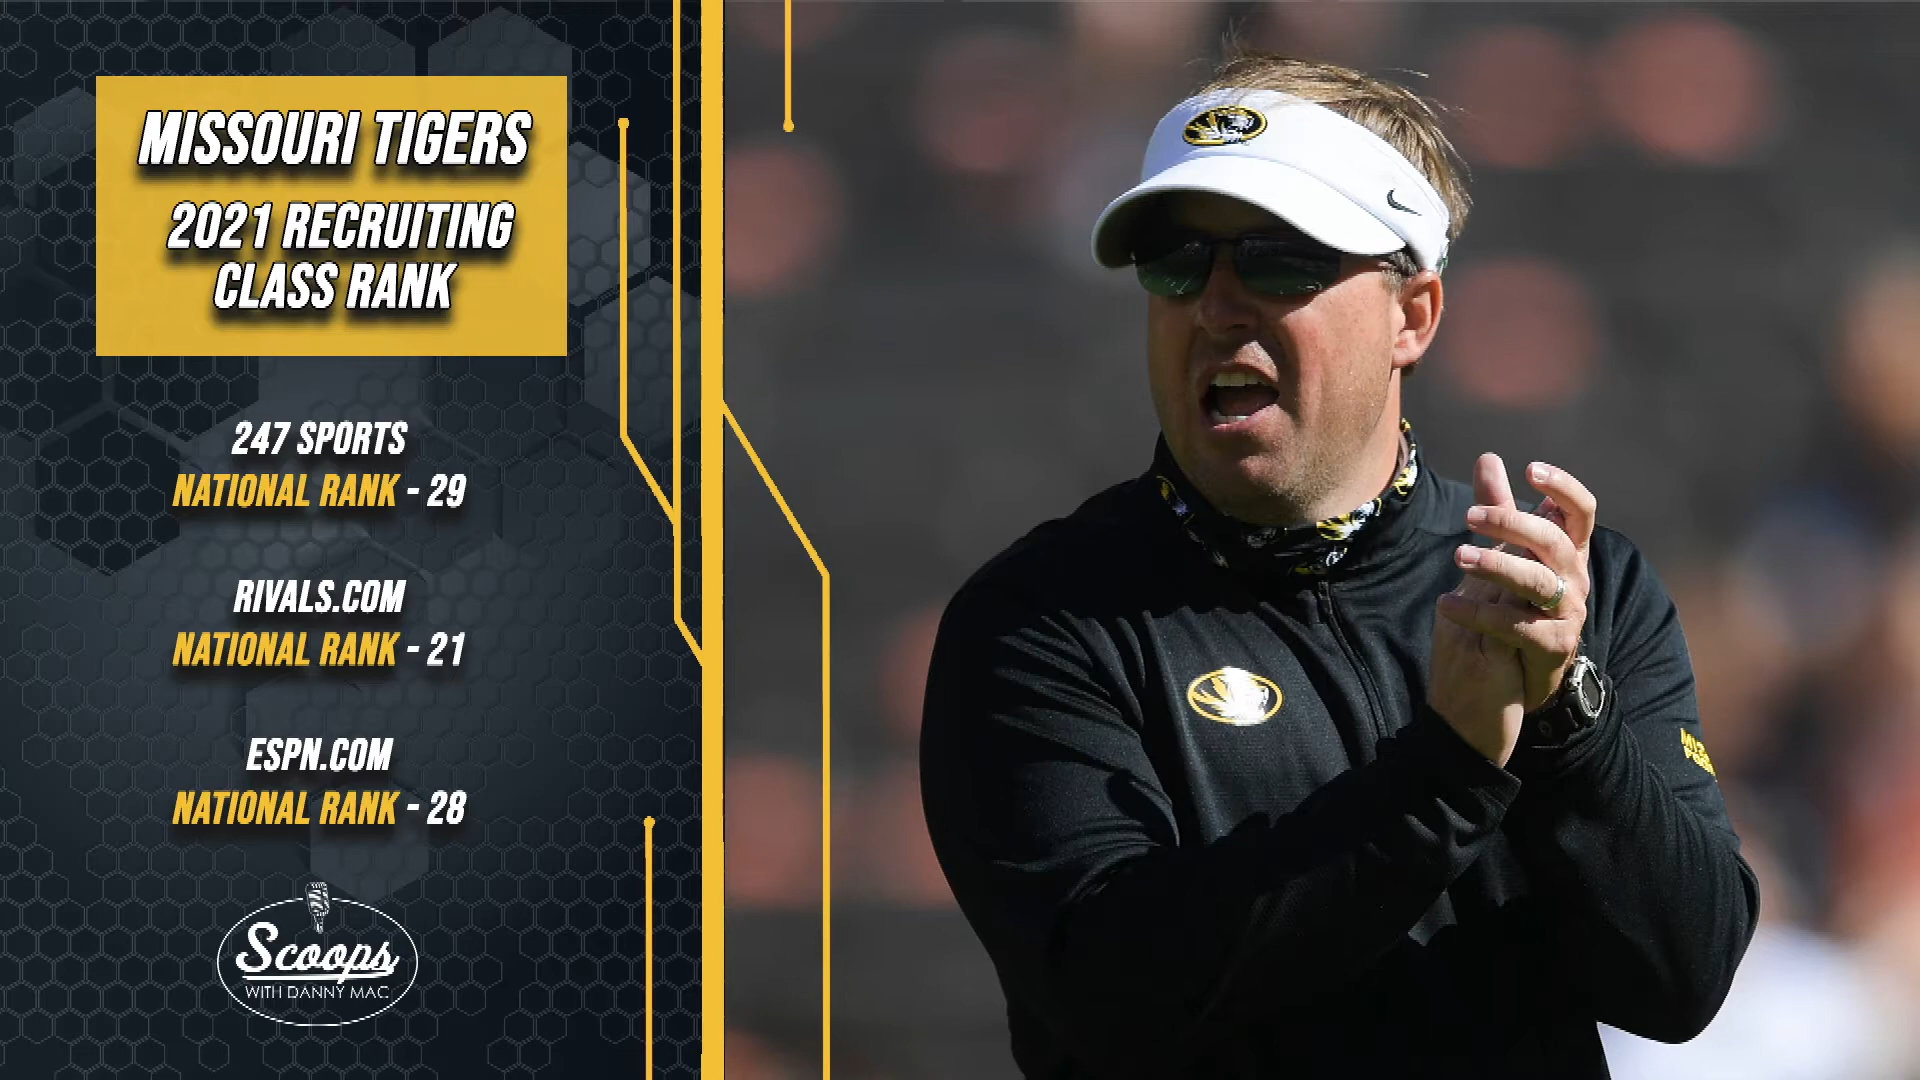 MISSOURI TIGERS
2021 RECRUITING
CLASS RANK
247 SPORTS
NATIONAL RANK - 29
RIVALS.COM
NATIONAL RANK - 21
ESPN.COM
NATIONAL RANK - 28
Scoops
WITH DANNY MAC